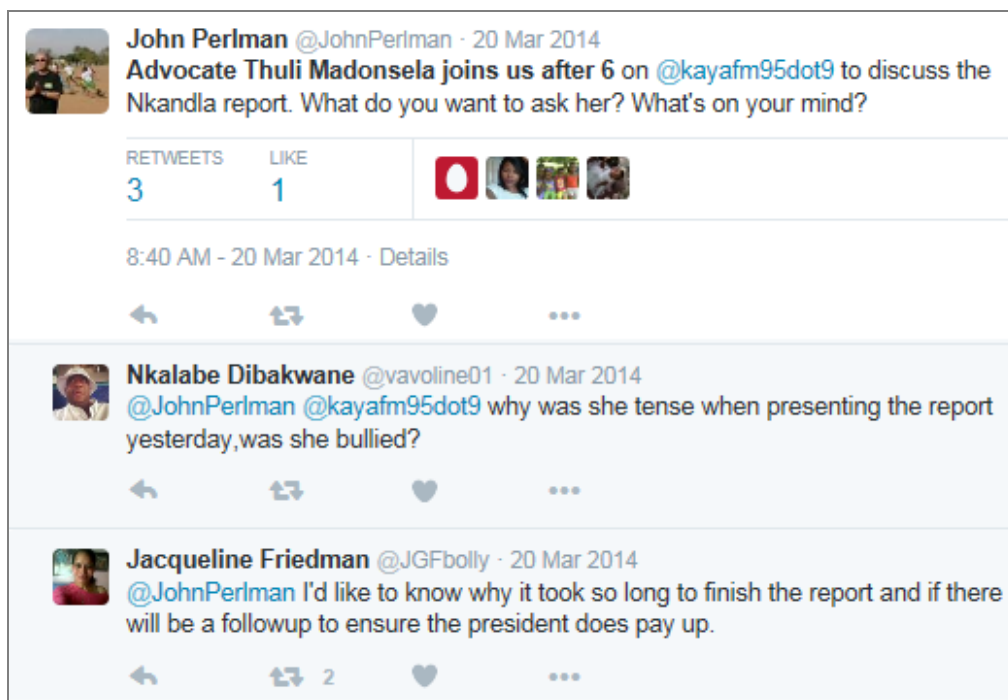 John Perlman @JohnPerlman · 20 Mar 2014
Advocate Thuli Madonsela joins us after 6 on @kayafm95dot9 to discuss the
Nkandla report. What do you want to ask her? What's on your mind?
RETWEETS LIKE
3 1
8:40 AM - 20 Mar 2014 · Details
Nkalabe Dibakwane @vavoline01 · 20 Mar 2014
@JohnPerlman @kayafm95dot9 why was she tense when presenting the report
yesterday,was she bullied?
Jacqueline Friedman @JGFbolly · 20 Mar 2014
@JohnPerlman I'd like to know why it took so long to finish the report and if there
will be a followup to ensure the president does pay up.
2